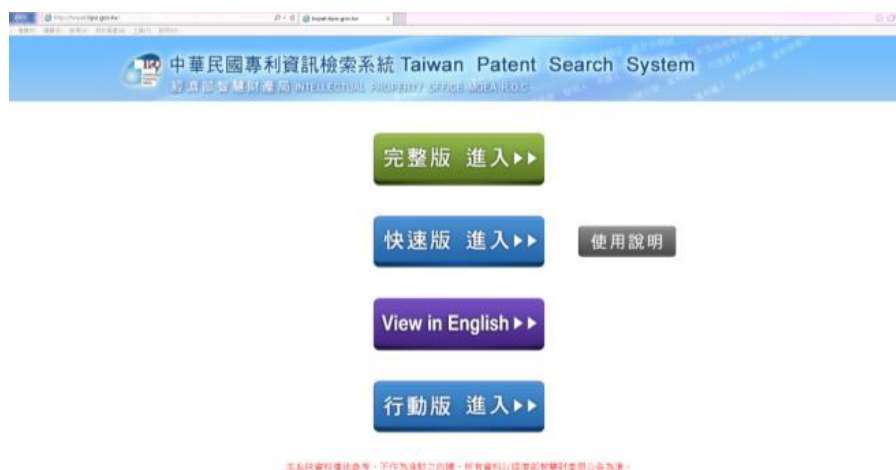 中華民國專利資訊檢索系統 Taiwan Patent Search System
經濟部智慧財產局 INTELLECTUAL PROPERTY OFFICE MOEA R.O.C
完整版 進入▶▶
快速版 進入▶▶
使用說明
View in English ▶▶
行動版 進入▶▶